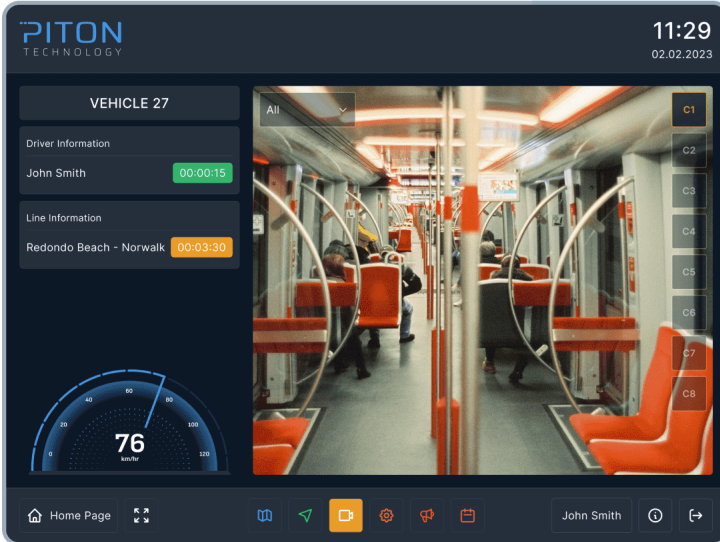 PITON
TECHNOLOGY
11:29
02.02.2023
VEHICLE 27
Driver Information
John Smith
00:00:15
Line Information
Redondo Beach - Norwalk
00:03:30
0
20
40
60
80
100
120
76
km/hr
All
C1
C2
C3
C4
C5
C6
C7
C8
Home Page
John Smith